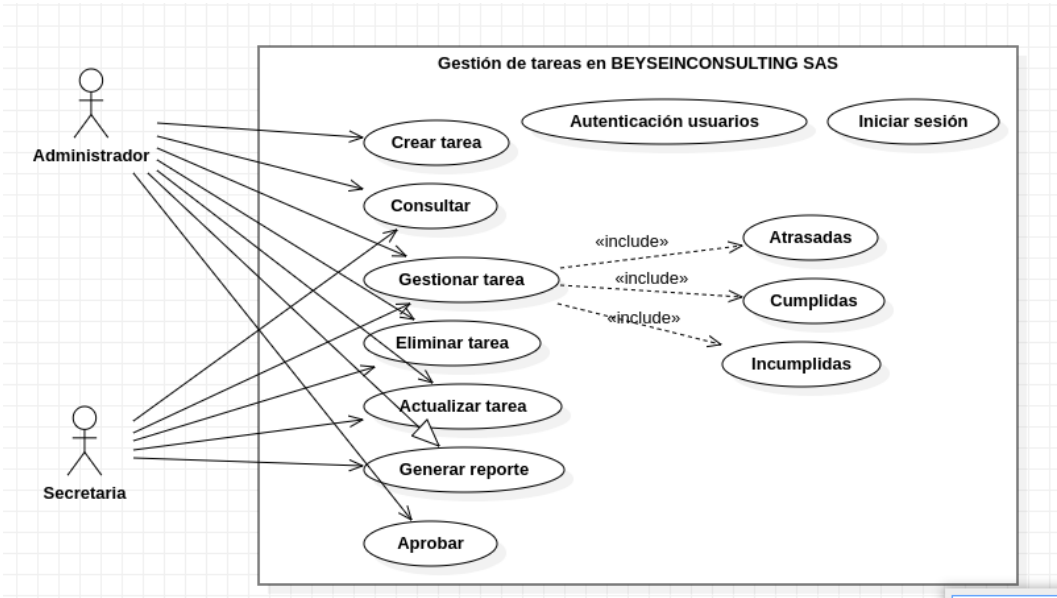 Gestión de tareas en BEYSEINCONSULTING SAS
Administrador
Crear tarea
Autenticación usuarios
Iniciar sesión
Consultar
Gestionar tarea
«include»
Atrasadas
«include»
Cumplidas
«include»
Incumplidas
Eliminar tarea
Actualizar tarea
Generar reporte
Secretaria
Aprobar